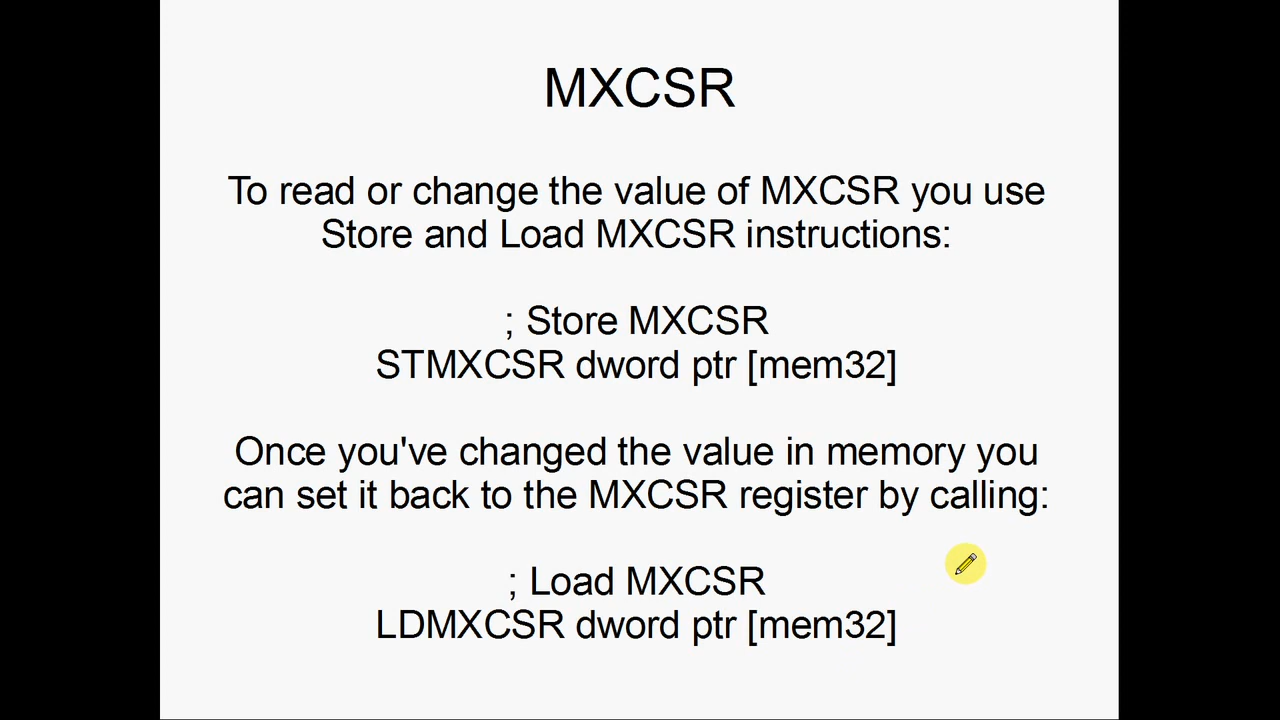 MXCSR
To read or change the value of MXCSR you use
Store and Load MXCSR instructions:
; Store MXCSR
STMXCSR dword ptr [mem32]
Once you've changed the value in memory you
can set it back to the MXCSR register by calling:
; Load MXCSR
LDMXCSR dword ptr [mem32]